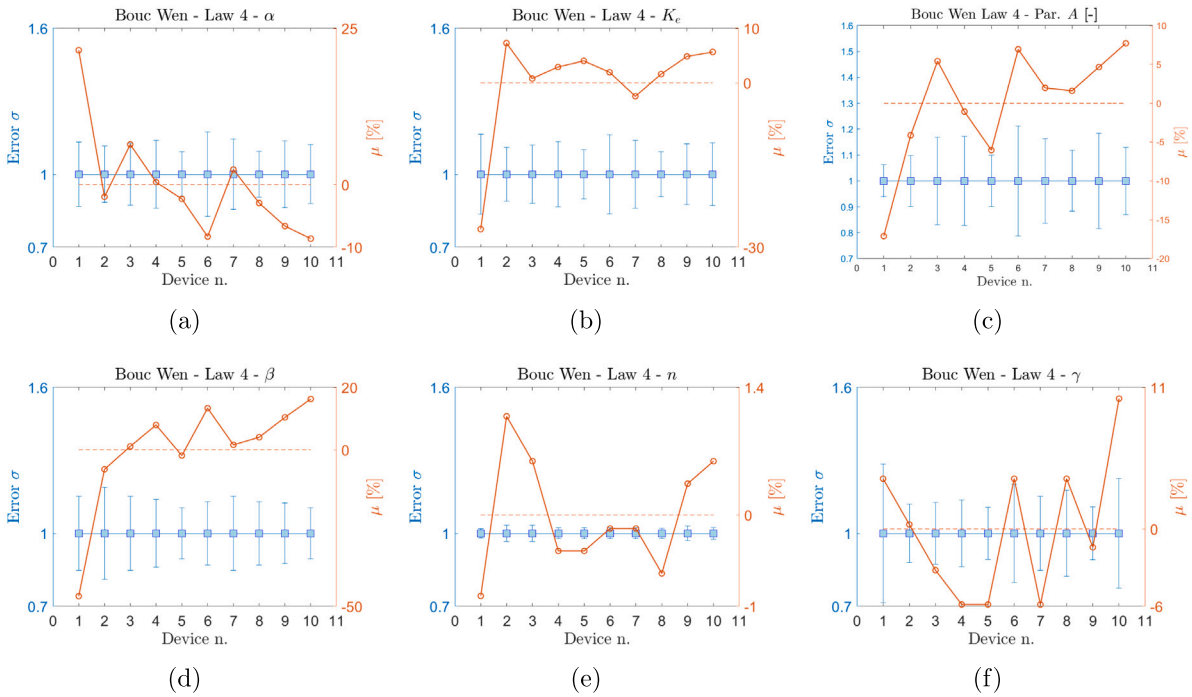 Bouc Wen - Law 4 - α
1.6
25
Error σ
μ [%]
1
0
0.7
-10
0 1 2 3 4 5 6 7 8 9 10 11
Device n.
(a)
Bouc Wen - Law 4 - Kₑ
1.6
10
0
Error σ
μ [%]
1
0.7
-30
0 1 2 3 4 5 6 7 8 9 10 11
Device n.
(b)
Bouc Wen Law 4 - Par. A [-]
1.6
10
1.5
5
1.4
1.3
0
1.2
Error σ
μ [%]
-5
1.1
1
-10
0.9
-15
0.8
0.7
-20
0 1 2 3 4 5 6 7 8 9 10 11
Device n.
(c)
Bouc Wen - Law 4 - β
1.6
20
0
Error σ
μ [%]
1
0.7
-50
0 1 2 3 4 5 6 7 8 9 10 11
Device n.
(d)
Bouc Wen - Law 4 - n
1.6
1.4
Error σ
μ [%]
0
1
0.7
-1
0 1 2 3 4 5 6 7 8 9 10 11
Device n.
(e)
Bouc Wen - Law 4 - γ
1.6
11
Error σ
μ [%]
0
1
0.7
-6
0 1 2 3 4 5 6 7 8 9 10 11
Device n.
(f)